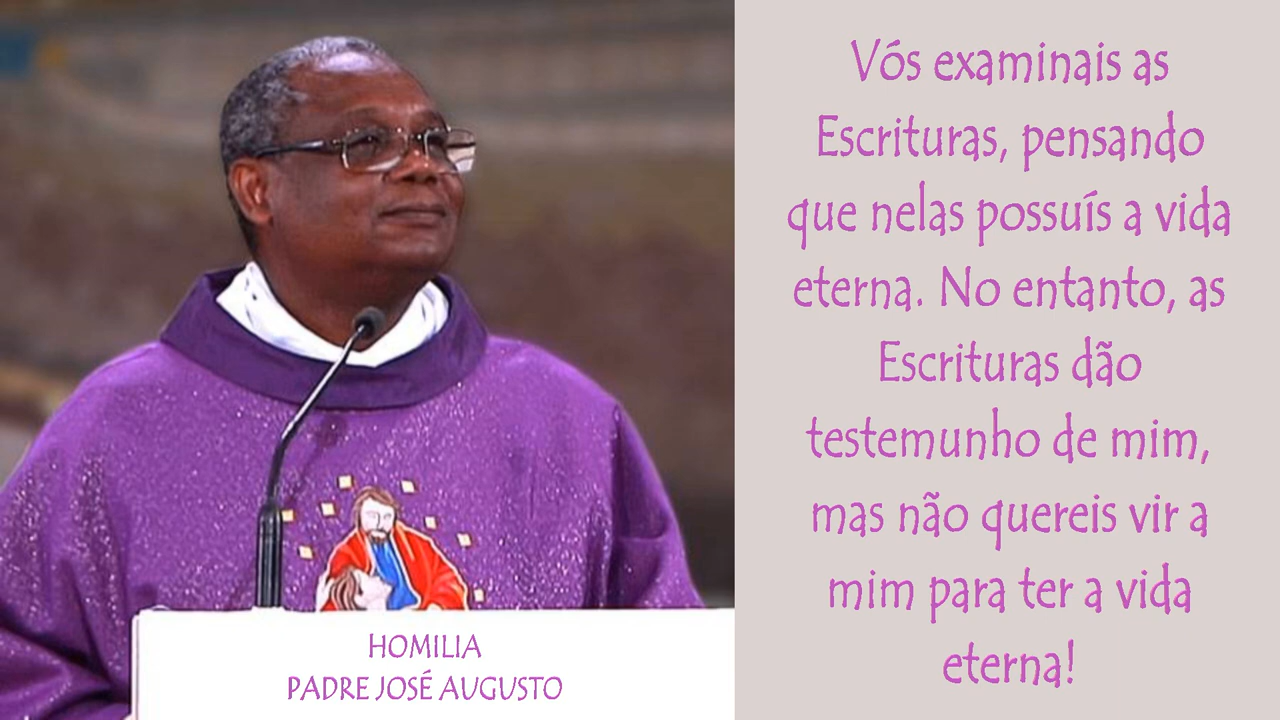 Vós examinais as
Escrituras, pensando
que nelas possuís a vida
eterna. No entanto, as
Escrituras dão
testemunho de mim,
mas não quereis vir a
mim para ter a vida
eterna!
HOMILIA
PADRE JOSÉ AUGUSTO